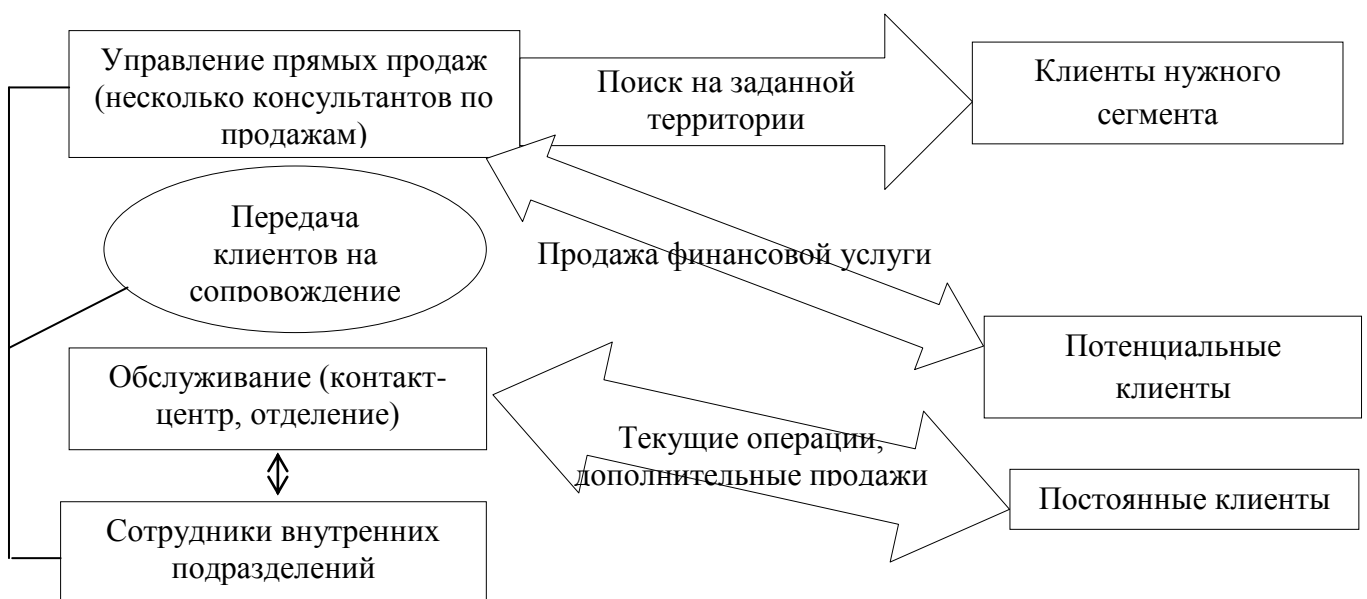 Управление прямых продаж
(несколько консультантов по
продажам)
Поиск на заданной
территории
Клиенты нужного
сегмента
Передача
клиентов на
сопровождение
Продажа финансовой услуги
Потенциальные
клиенты
Обслуживание (контакт-
центр, отделение)
Текущие операции,
дополнительные продажи
Постоянные клиенты
Сотрудники внутренних
подразделений